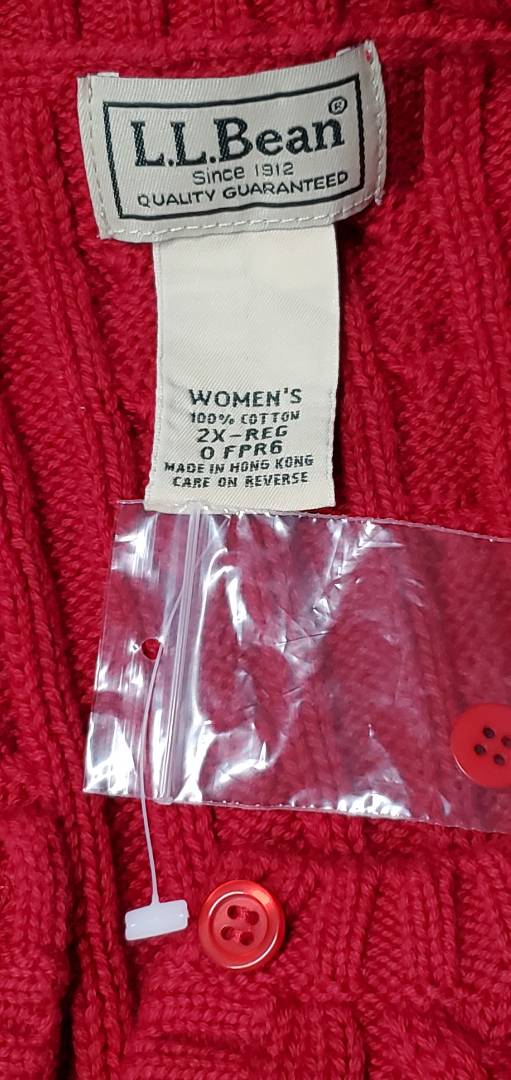 L.L.Bean®
Since 1912
QUALITY GUARANTEED
WOMEN'S
100% COTTON
2X-REG
0 FPR6
MADE IN HONG KONG
CARE ON REVERSE